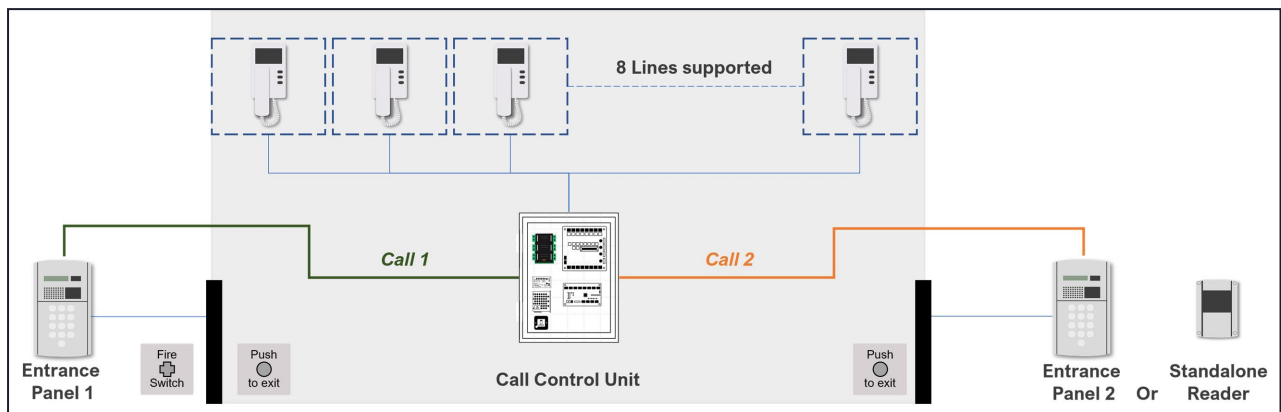 8 Lines supported
Call 1
Call 2
Entrance
Panel 1
Fire
Switch
Push
to exit
Call Control Unit
Push
to exit
Entrance
Panel 2
Or
Standalone
Reader